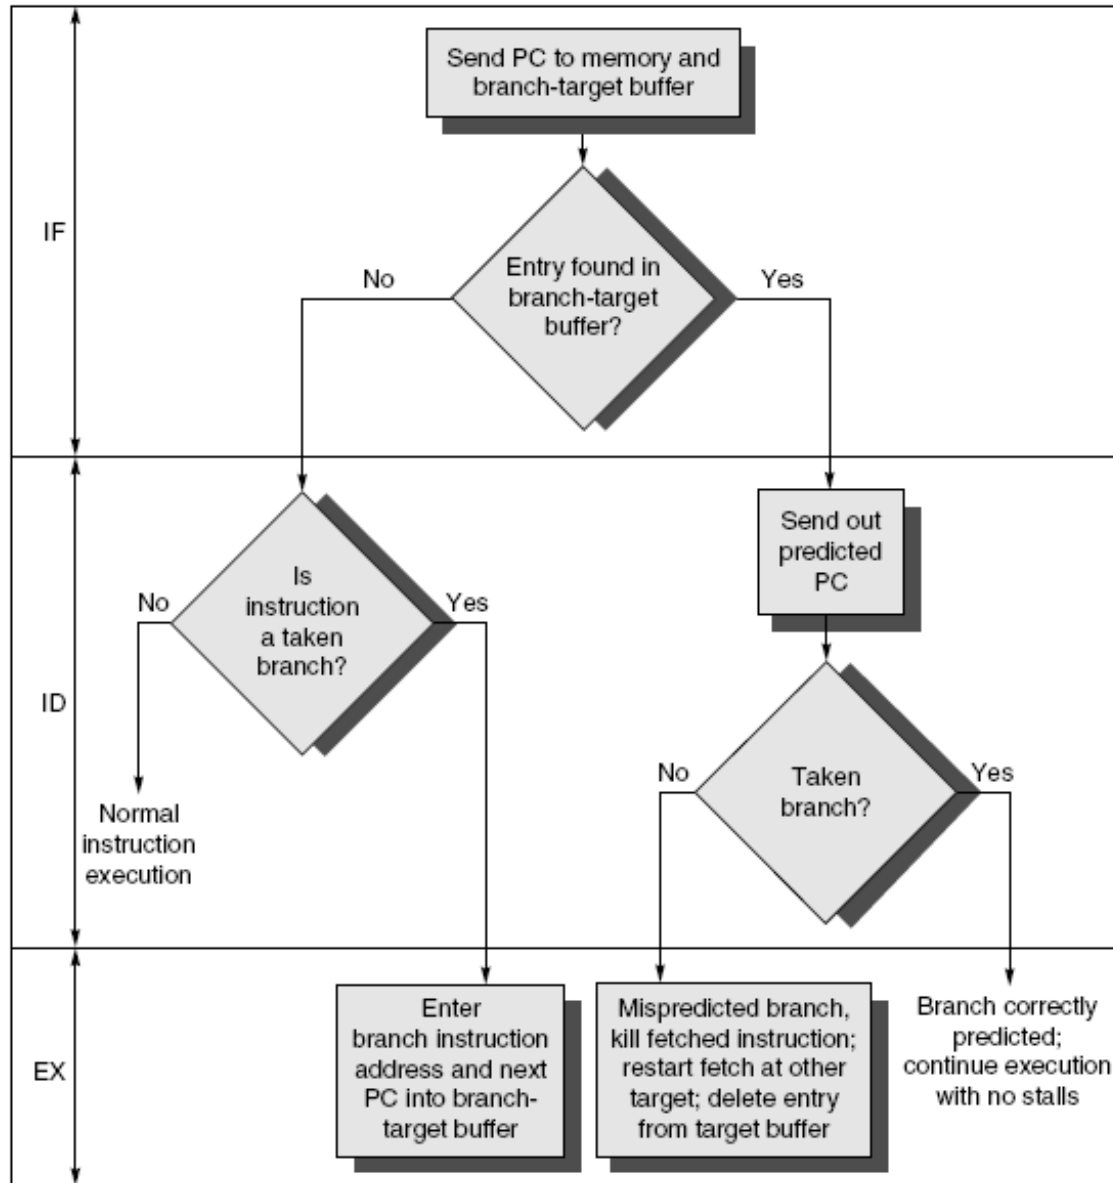 Send PC to memory and
branch-target buffer
IF
No
Entry found in
branch-target
buffer?
Yes
ID
No
Is
instruction
a taken
branch?
Yes
Send out
predicted
PC
Normal
instruction
execution
No
Taken
branch?
Yes
EX
Enter
branch instruction
address and next
PC into branch-
target buffer
Mispredicted branch,
kill fetched instruction;
restart fetch at other
target; delete entry
from target buffer
Branch correctly
predicted;
continue execution
with no stalls